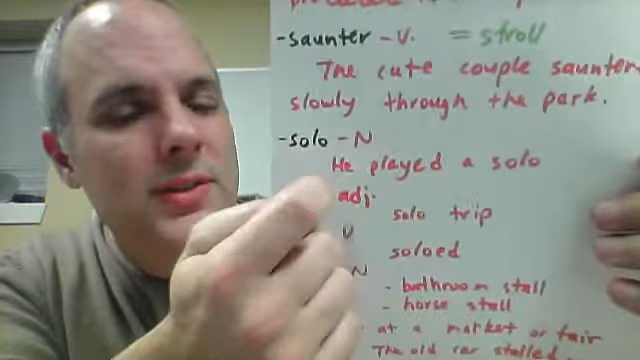 -saunter - V. = stroll
The cute couple saunter
slowly through the park.
-solo - N
He played a solo
adj.
solo trip
V
soloed
N
- bathroom stall
- horse stall
at a market or fair
The old car stalled